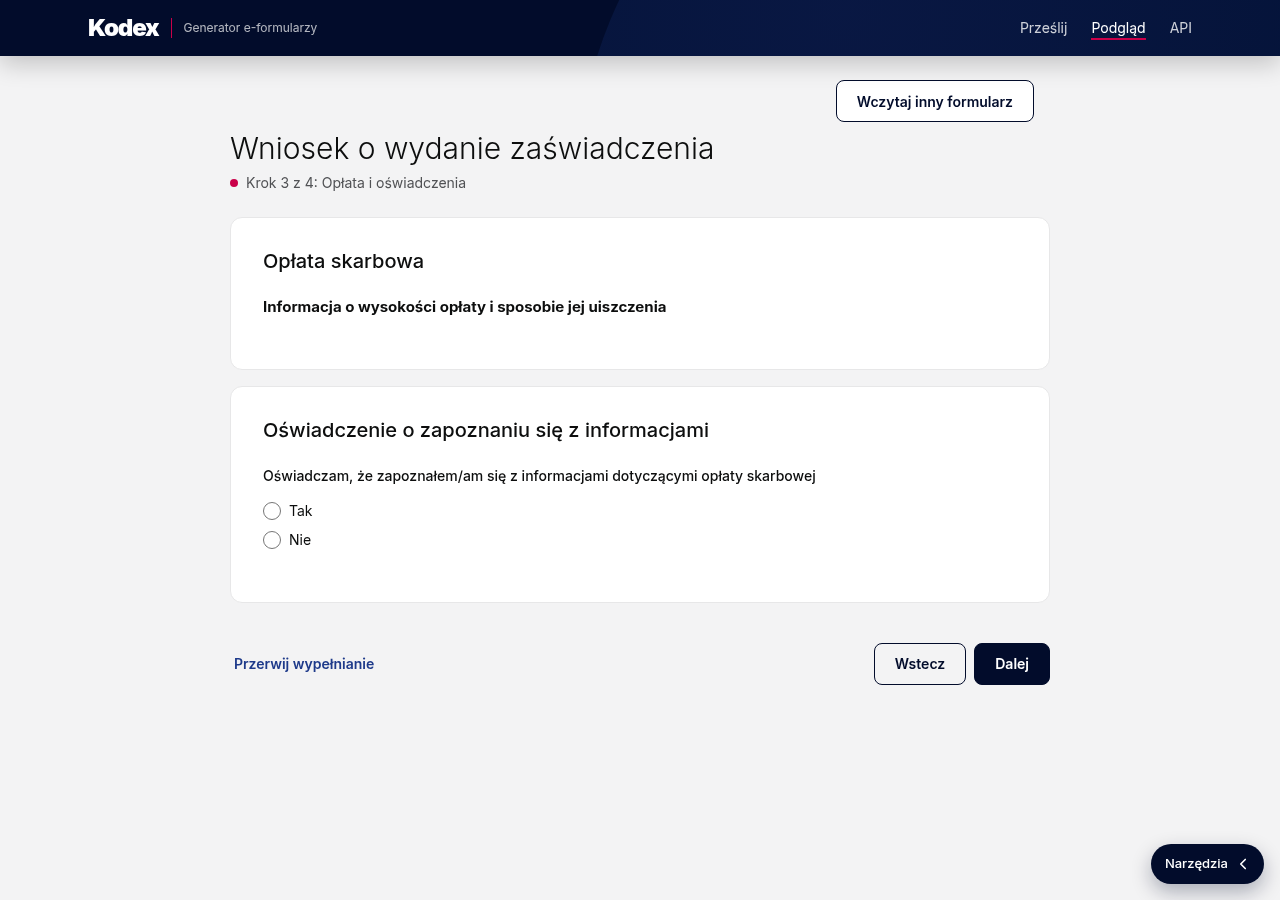 Kodex
Generator e-formularzy
Prześlij
Podgląd
API
Wczytaj inny formularz
Wniosek o wydanie zaświadczenia
Krok 3 z 4: Opłata i oświadczenia
Opłata skarbowa
Informacja o wysokości opłaty i sposobie jej uiszczenia
Oświadczenie o zapoznaniu się z informacjami
Oświadczam, że zapoznałem/am się z informacjami dotyczącymi opłaty skarbowej
Tak
Nie
Przerwij wypełnianie
Wstecz
Dalej
Narzędzia